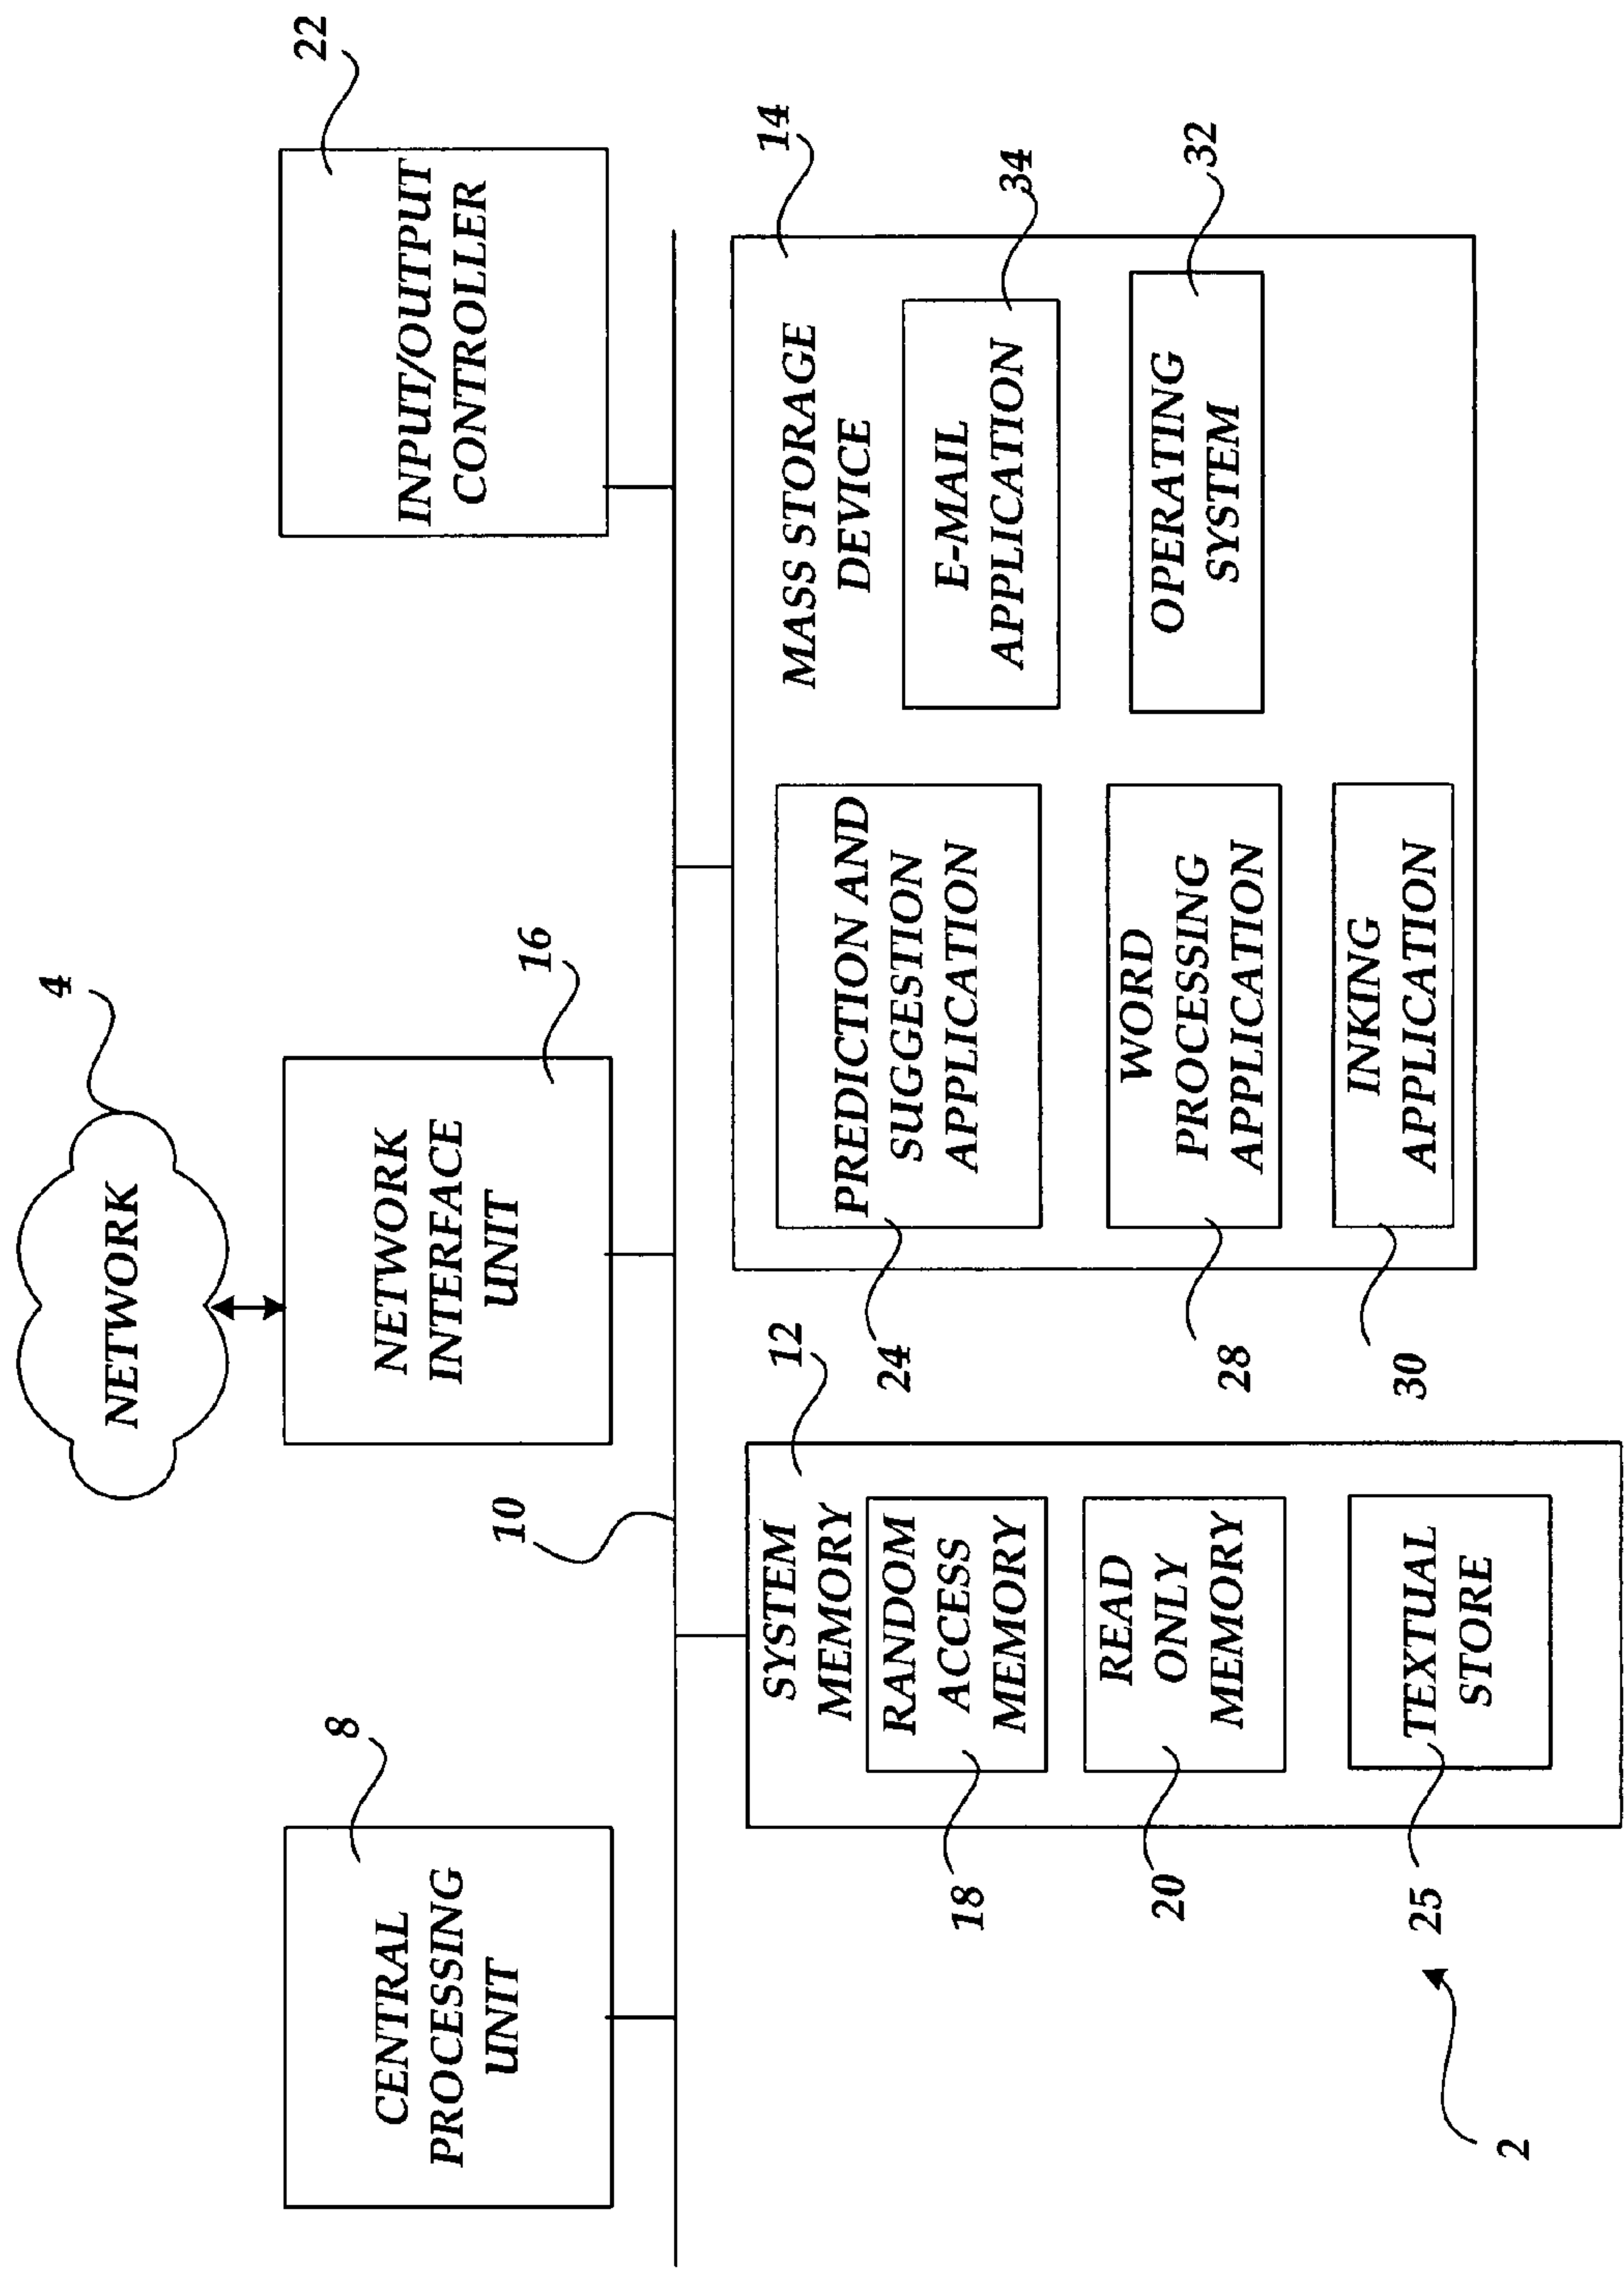 4
NETWORK
8
CENTRAL
PROCESSING
UNIT
16
NETWORK
INTERFACE
UNIT
22
INPUT/OUTPUT
CONTROLLER
10
12
SYSTEM
MEMORY
RANDOM
ACCESS
MEMORY
18
READ
ONLY
MEMORY
20
TEXTUAL
STORE
25
14
MASS STORAGE
DEVICE
PREDICTION AND
SUGGESTION
APPLICATION
24
E-MAIL
APPLICATION
34
WORD
PROCESSING
APPLICATION
28
OPERATING
SYSTEM
32
INKING
APPLICATION
30
2